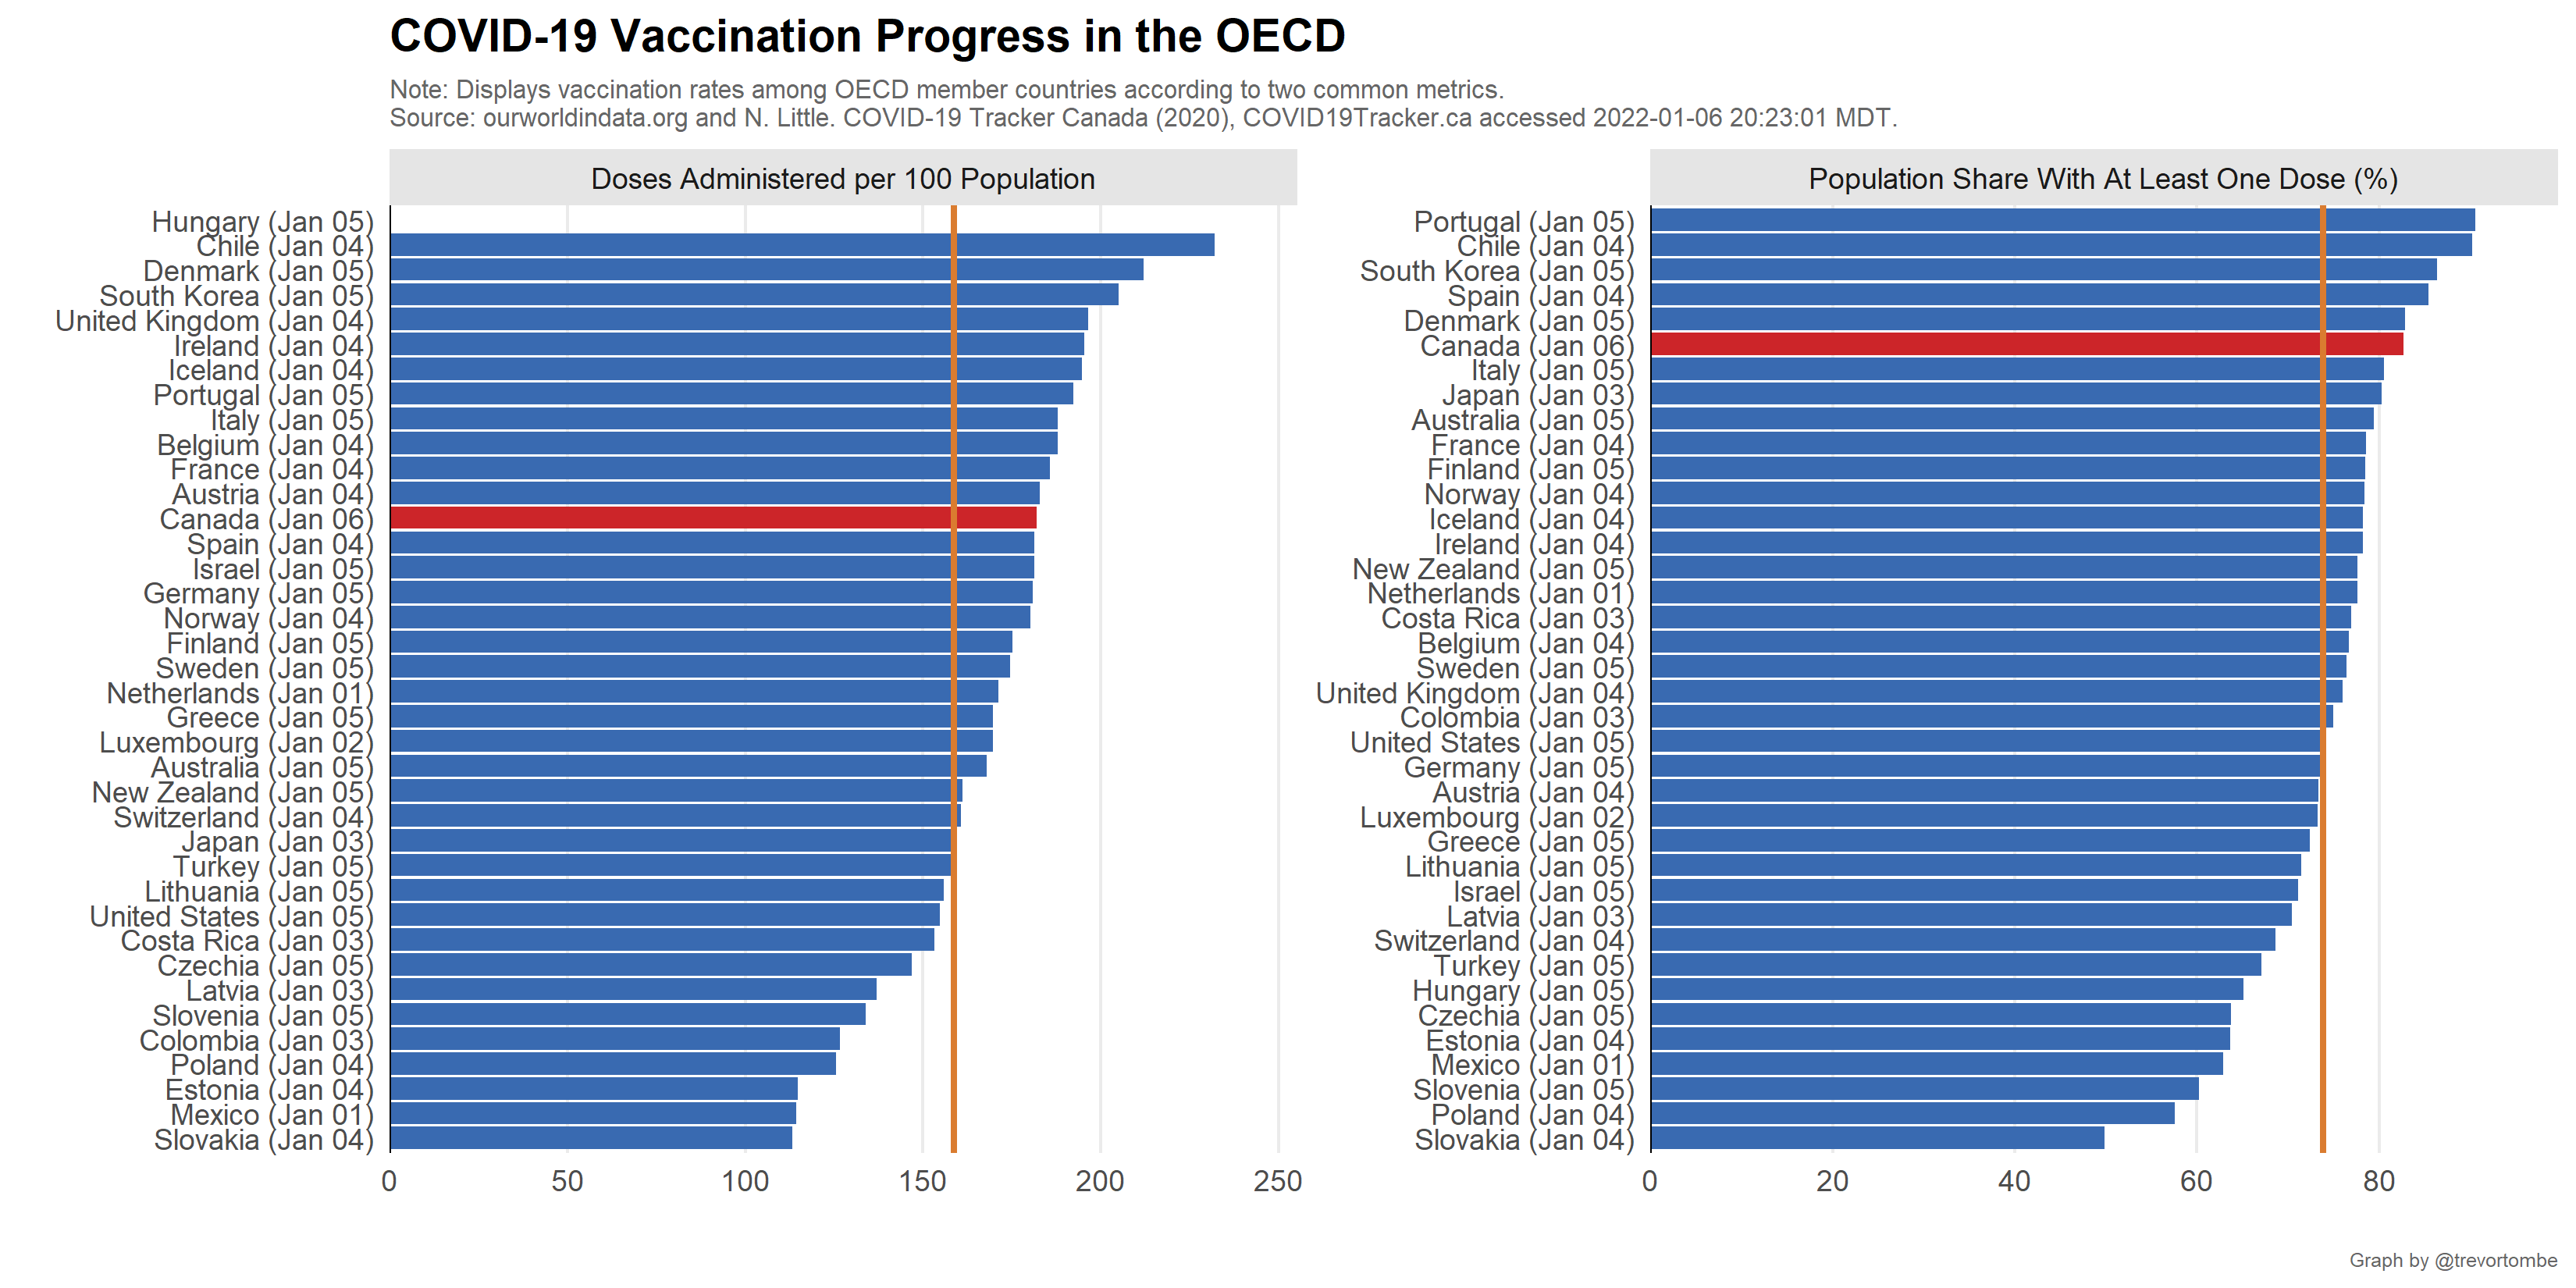 COVID-19 Vaccination Progress in the OECD
Note: Displays vaccination rates among OECD member countries according to two common metrics.
Source: ourworldindata.org and N. Little. COVID-19 Tracker Canada (2020), COVID19Tracker.ca accessed 2022-01-06 20:23:01 MDT.
Doses Administered per 100 Population
Hungary (Jan 05)
Chile (Jan 04)
Denmark (Jan 05)
South Korea (Jan 05)
United Kingdom (Jan 04)
Ireland (Jan 04)
Iceland (Jan 04)
Portugal (Jan 05)
Italy (Jan 05)
Belgium (Jan 04)
France (Jan 04)
Austria (Jan 04)
Canada (Jan 06)
Spain (Jan 04)
Israel (Jan 05)
Germany (Jan 05)
Norway (Jan 04)
Finland (Jan 05)
Sweden (Jan 05)
Netherlands (Jan 01)
Greece (Jan 05)
Luxembourg (Jan 02)
Australia (Jan 05)
New Zealand (Jan 05)
Switzerland (Jan 04)
Japan (Jan 03)
Turkey (Jan 05)
Lithuania (Jan 05)
United States (Jan 05)
Costa Rica (Jan 03)
Czechia (Jan 05)
Latvia (Jan 03)
Slovenia (Jan 05)
Colombia (Jan 03)
Poland (Jan 04)
Estonia (Jan 04)
Mexico (Jan 01)
Slovakia (Jan 04)
0 50 100 150 200 250
Population Share With At Least One Dose (%)
Portugal (Jan 05)
Chile (Jan 04)
South Korea (Jan 05)
Spain (Jan 04)
Denmark (Jan 05)
Canada (Jan 06)
Italy (Jan 05)
Japan (Jan 03)
Australia (Jan 05)
France (Jan 04)
Finland (Jan 05)
Norway (Jan 04)
Iceland (Jan 04)
Ireland (Jan 04)
New Zealand (Jan 05)
Netherlands (Jan 01)
Costa Rica (Jan 03)
Belgium (Jan 04)
Sweden (Jan 05)
United Kingdom (Jan 04)
Colombia (Jan 03)
United States (Jan 05)
Germany (Jan 05)
Austria (Jan 04)
Luxembourg (Jan 02)
Greece (Jan 05)
Lithuania (Jan 05)
Israel (Jan 05)
Latvia (Jan 03)
Switzerland (Jan 04)
Turkey (Jan 05)
Hungary (Jan 05)
Czechia (Jan 05)
Estonia (Jan 04)
Mexico (Jan 01)
Slovenia (Jan 05)
Poland (Jan 04)
Slovakia (Jan 04)
0 20 40 60 80
Graph by @trevortombe